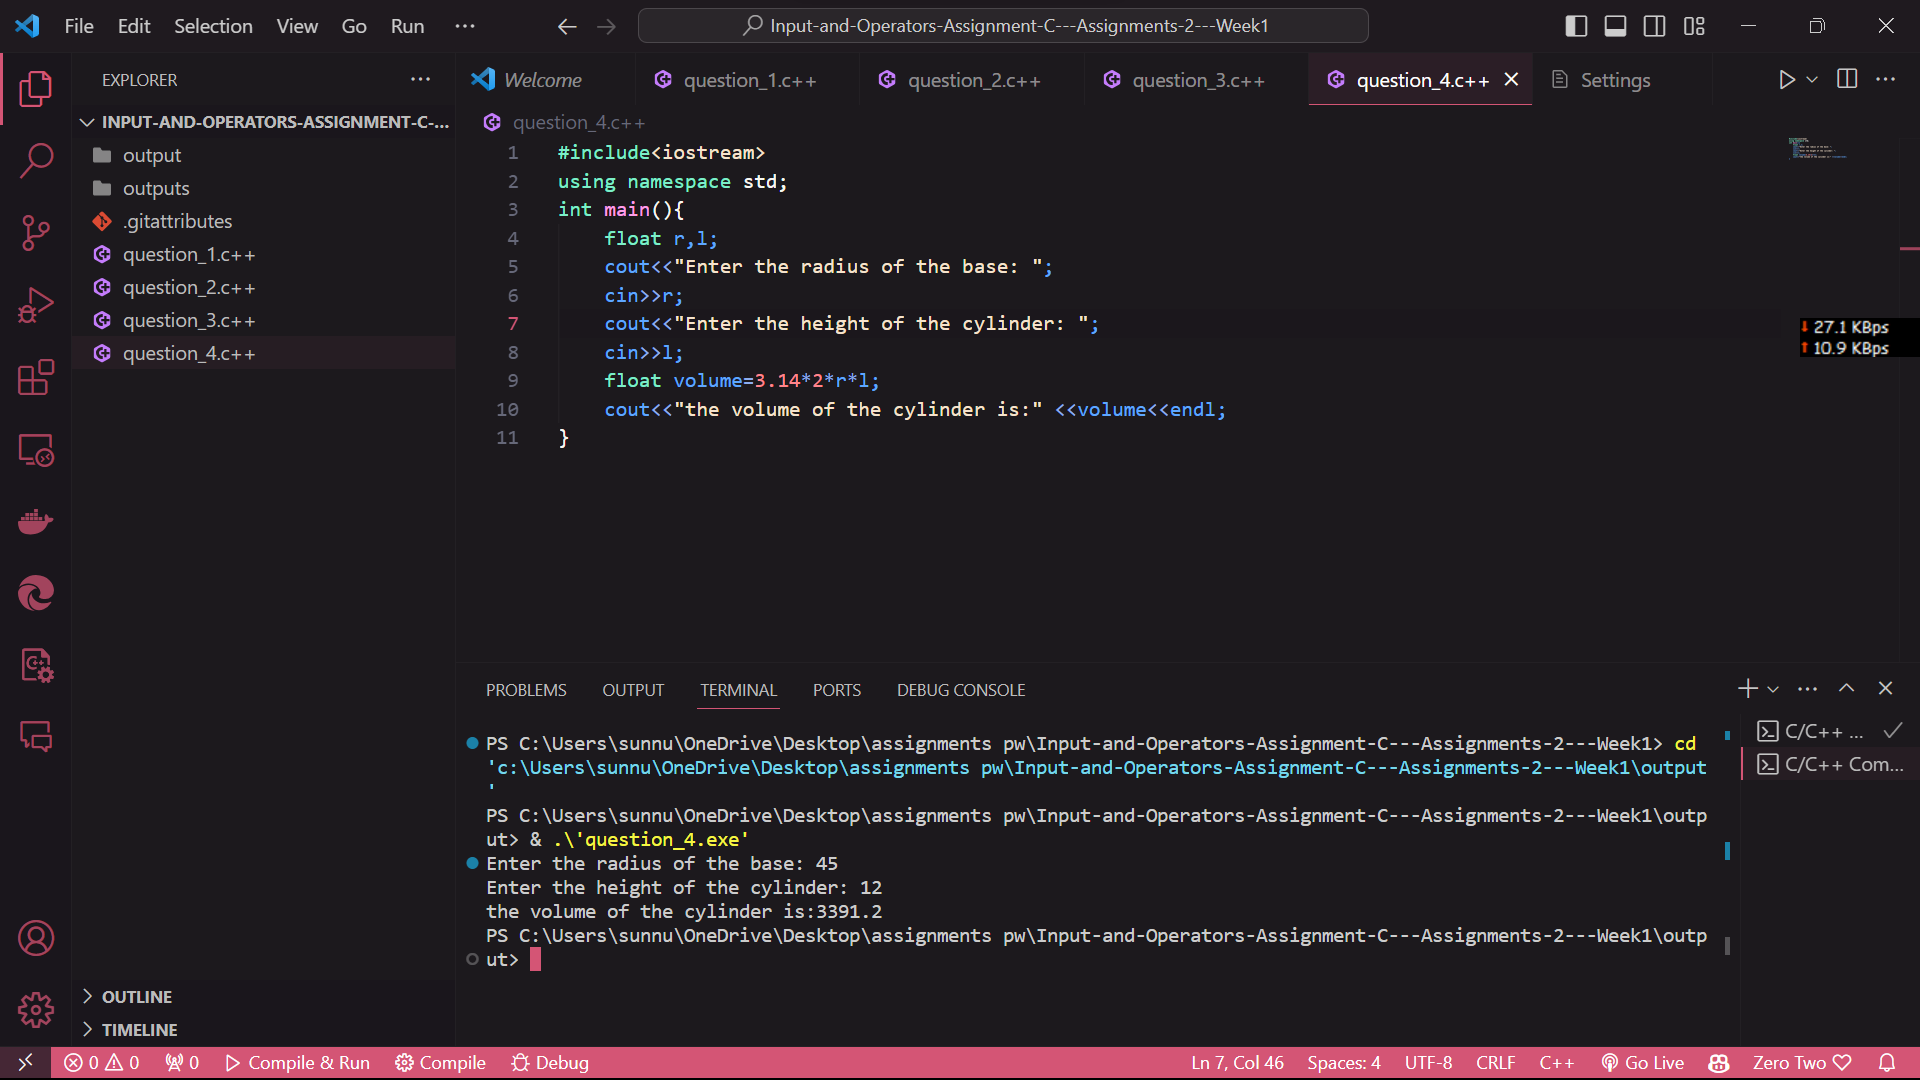 File Edit Selection View Go Run ···
Input-and-Operators-Assignment-C---Assignments-2---Week1
EXPLORER
INPUT-AND-OPERATORS-ASSIGNMENT-C-...
output
outputs
.gitattributes
question_1.c++
question_2.c++
question_3.c++
question_4.c++
OUTLINE
TIMELINE
Welcome question_1.c++ question_2.c++ question_3.c++ question_4.c++ Settings
question_4.c++
1 #include<iostream>
2 using namespace std;
3 int main(){
4 float r,l;
5 cout<<"Enter the radius of the base: ";
6 cin>>r;
7 cout<<"Enter the height of the cylinder: ";
8 cin>>l;
9 float volume=3.14*2*r*l;
10 cout<<"the volume of the cylinder is:" <<volume<<endl;
11 }
27.1 KBps
10.9 KBps
PROBLEMS OUTPUT TERMINAL PORTS DEBUG CONSOLE
PS C:\Users\sunnu\OneDrive\Desktop\assignments pw\Input-and-Operators-Assignment-C---Assignments-2---Week1> cd
'c:\Users\sunnu\OneDrive\Desktop\assignments pw\Input-and-Operators-Assignment-C---Assignments-2---Week1\output
'
PS C:\Users\sunnu\OneDrive\Desktop\assignments pw\Input-and-Operators-Assignment-C---Assignments-2---Week1\outp
ut> & .\'question_4.exe'
Enter the radius of the base: 45
Enter the height of the cylinder: 12
the volume of the cylinder is:3391.2
PS C:\Users\sunnu\OneDrive\Desktop\assignments pw\Input-and-Operators-Assignment-C---Assignments-2---Week1\outp
ut>
C/C++ ...
C/C++ Com...
0 0 0 Compile & Run Compile Debug Ln 7, Col 46 Spaces: 4 UTF-8 CRLF C++ Go Live Zero Two